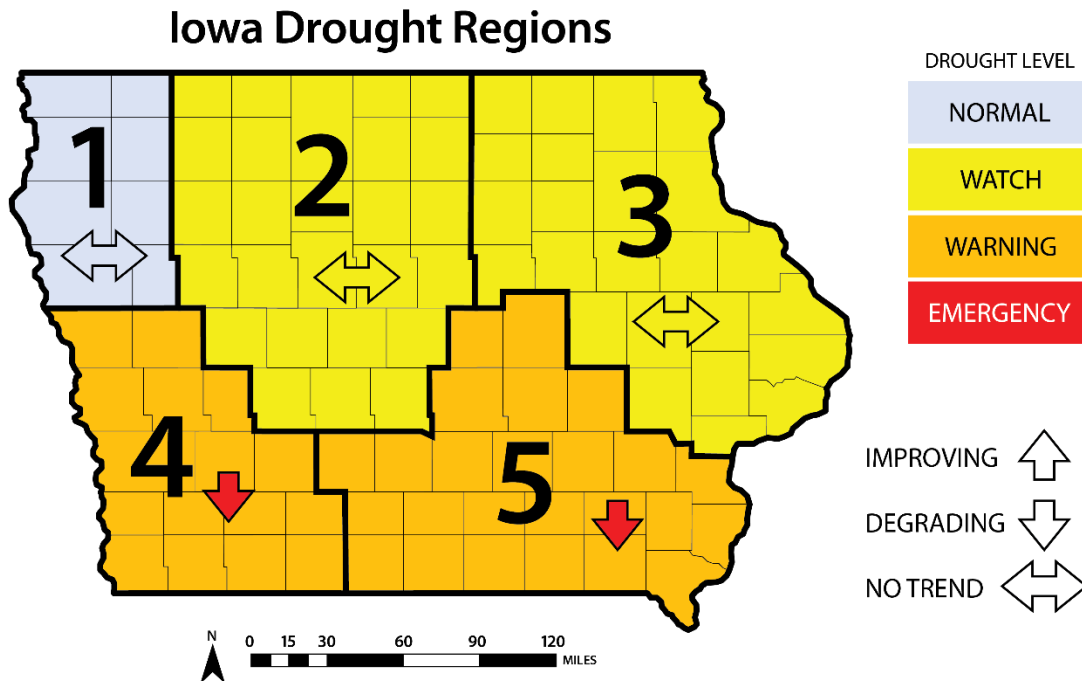 Iowa Drought Regions
DROUGHT LEVEL
NORMAL
WATCH
WARNING
EMERGENCY
1
2
3
4
5
IMPROVING
DEGRADING
NO TREND
N
0 15 30 60 90 120
MILES